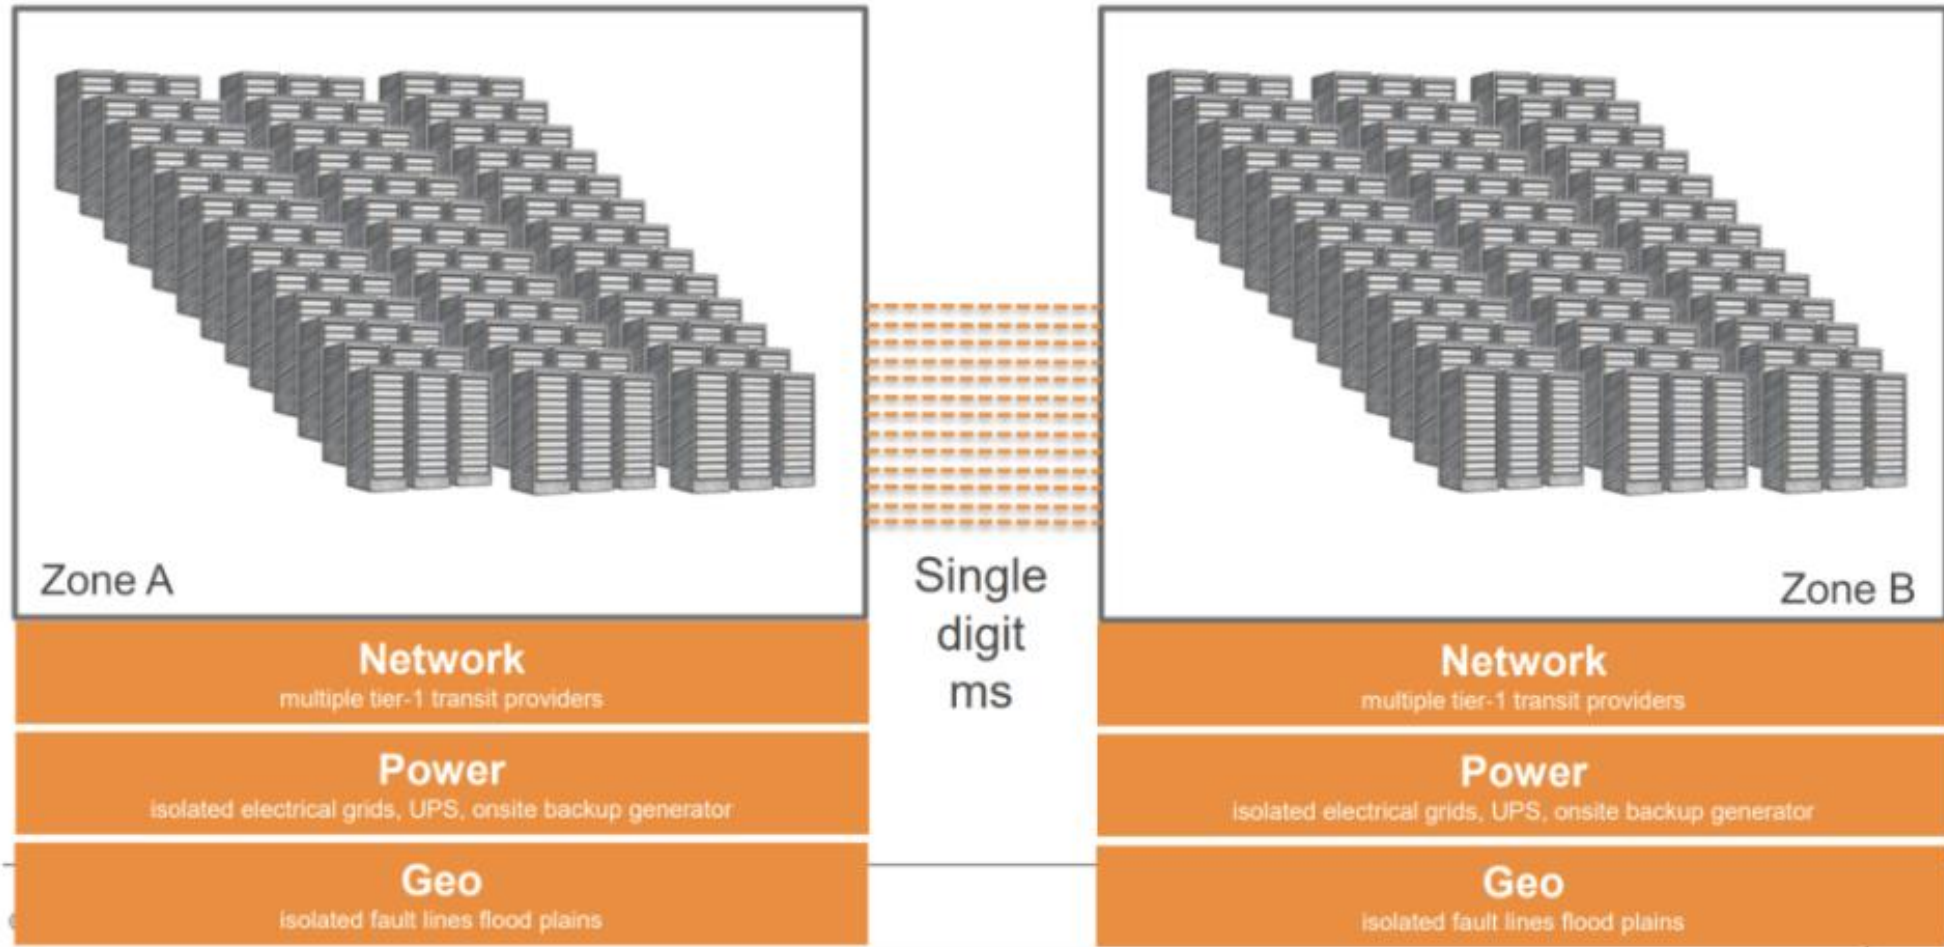 Zone A
Network
multiple tier-1 transit providers
Power
isolated electrical grids, UPS, onsite backup generator
Geo
isolated fault lines flood plains
Single
digit
ms
Zone B
Network
multiple tier-1 transit providers
Power
isolated electrical grids, UPS, onsite backup generator
Geo
isolated fault lines flood plains